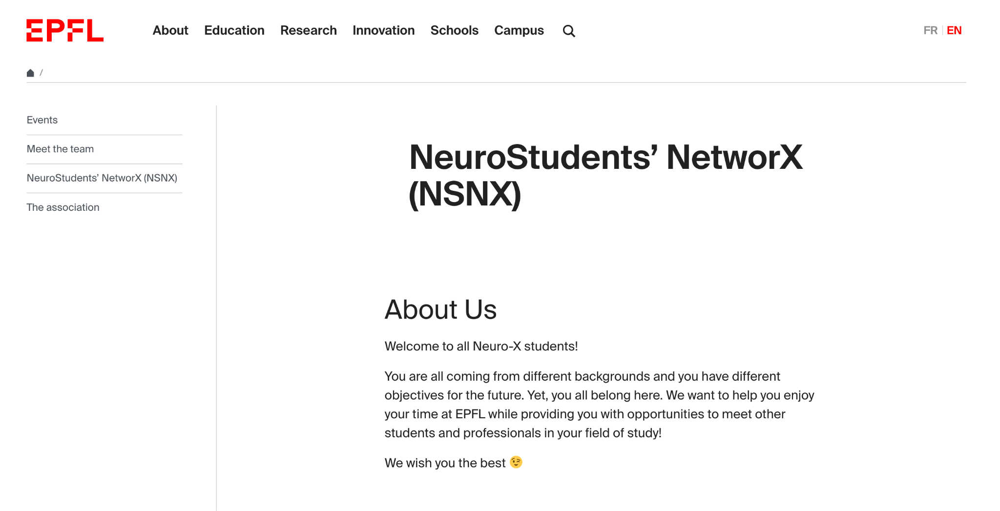 EPFL
About Education Research Innovation Schools Campus
FR | EN
/
Events
Meet the team
NeuroStudents’ NetworX (NSNX)
The association
NeuroStudents’ NetworX
(NSNX)
About Us
Welcome to all Neuro-X students!
You are all coming from different backgrounds and you have different
objectives for the future. Yet, you all belong here. We want to help you enjoy
your time at EPFL while providing you with opportunities to meet other
students and professionals in your field of study!
We wish you the best 😉